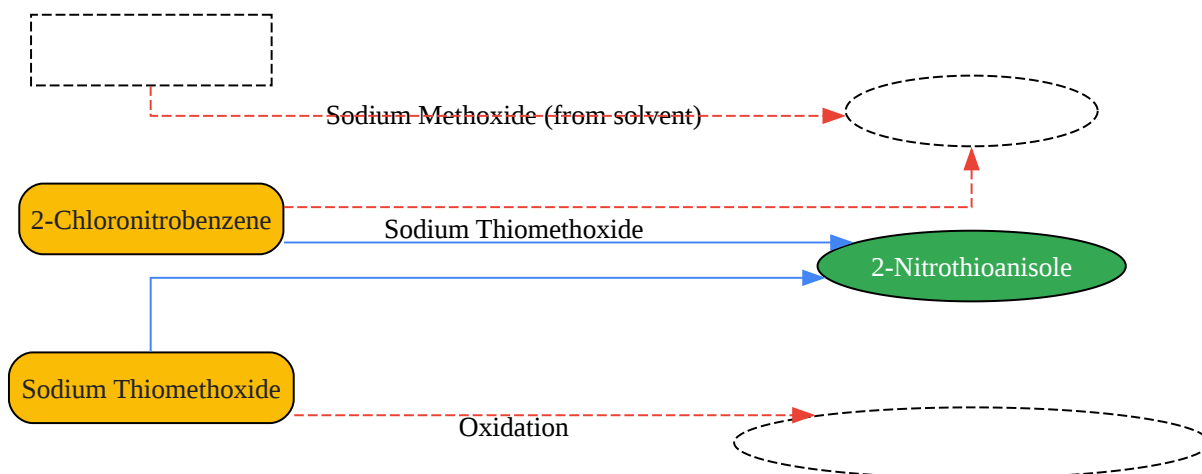 Sodium Methoxide (from solvent)
2-Chloronitrobenzene
Sodium Thiomethoxide
2-Nitrothioanisole
Sodium Thiomethoxide
Oxidation